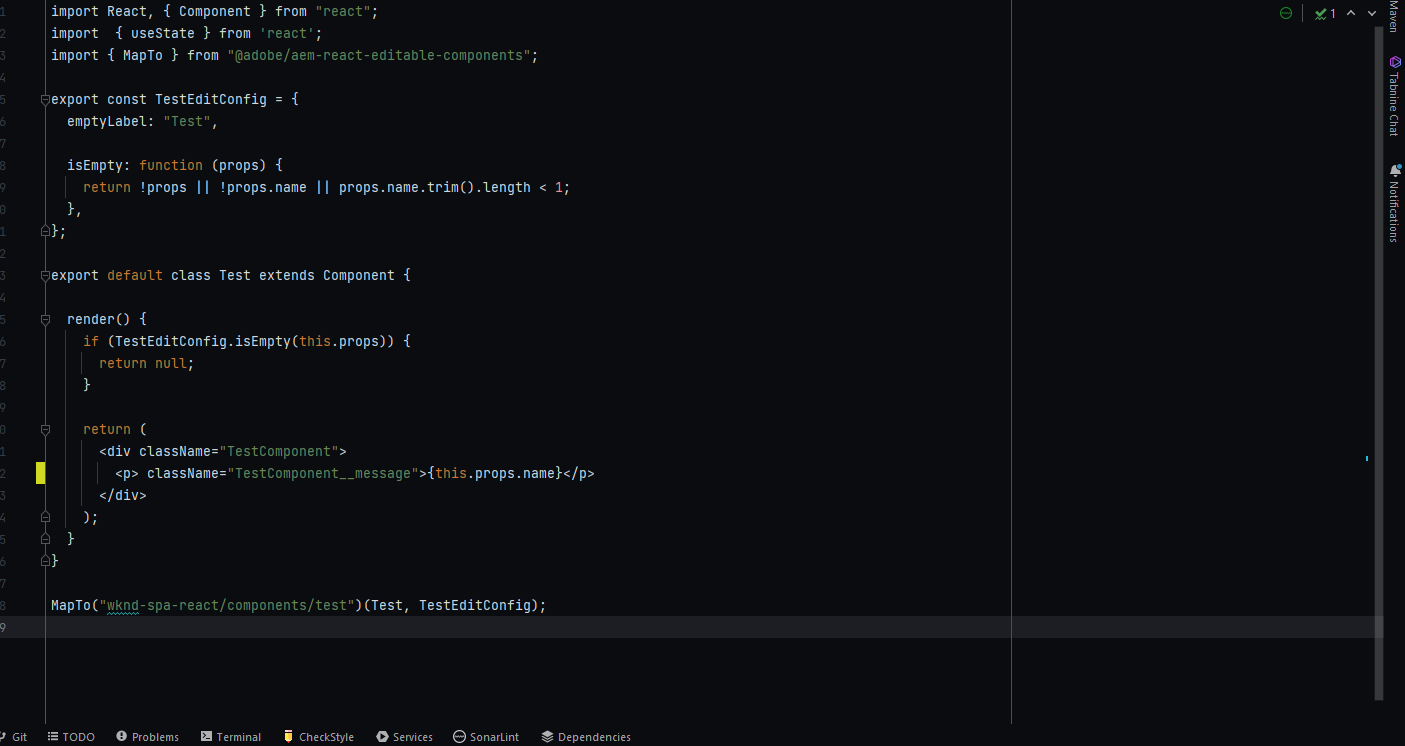 1 import React, { Component } from "react";
2 import  { useState } from 'react';
3 import { MapTo } from "@adobe/aem-react-editable-components";
4
5 export const TestEditConfig = {
6   emptyLabel: "Test",
7
8   isEmpty: function (props) {
9     return !props || !props.name || props.name.trim().length < 1;
0   },
1 };
2
3 export default class Test extends Component {
4
5   render() {
6     if (TestEditConfig.isEmpty(this.props)) {
7       return null;
8     }
9
0     return (
1       <div className="TestComponent">
2         <p> className="TestComponent__message">{this.props.name}</p>
3       </div>
4     );
5   }
6 }
7
8 MapTo("wknd-spa-react/components/test")(Test, TestEditConfig);
9
1
Maven
Tabnine Chat
Notifications
Git TODO Problems Terminal CheckStyle Services SonarLint Dependencies